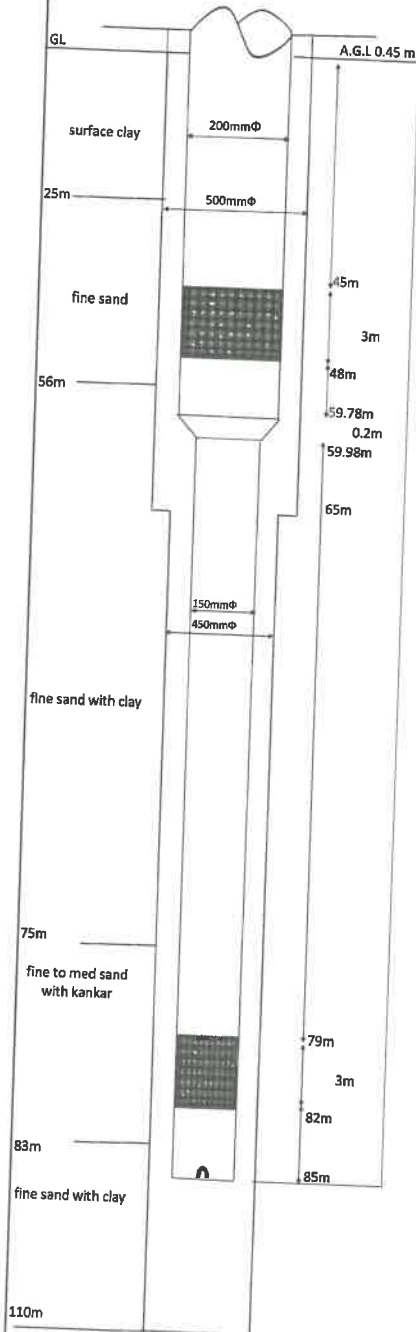 GL
A.G.L 0.45 m
surface clay
200mmΦ
25m
500mmΦ
45m
fine sand
3m
48m
56m
59.78m
0.2m
59.98m
65m
150mmΦ
450mmΦ
fine sand with clay
75m
fine to med sand
with kankar
79m
3m
82m
83m
85m
fine sand with clay
110m